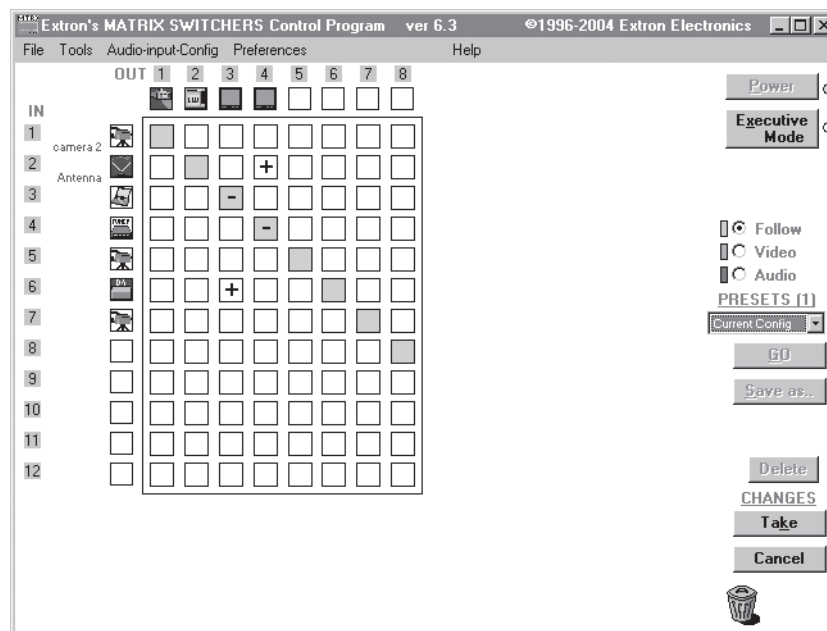 Extron's MATRIX SWITCHERS Control Program ver 6.3 ©1996-2004 Extron Electronics
File Tools Audio-input-Config Preferences Help
OUT 1 2 3 4 5 6 7 8
IN
1
camera 2
2
Antenna
3
4
5
6
7
8
9
10
11
12
+
-
-
+
Power
Executive
Mode
Follow
Video
Audio
PRESETS (1)
Current Config
GO
Save as..
Delete
CHANGES
Take
Cancel